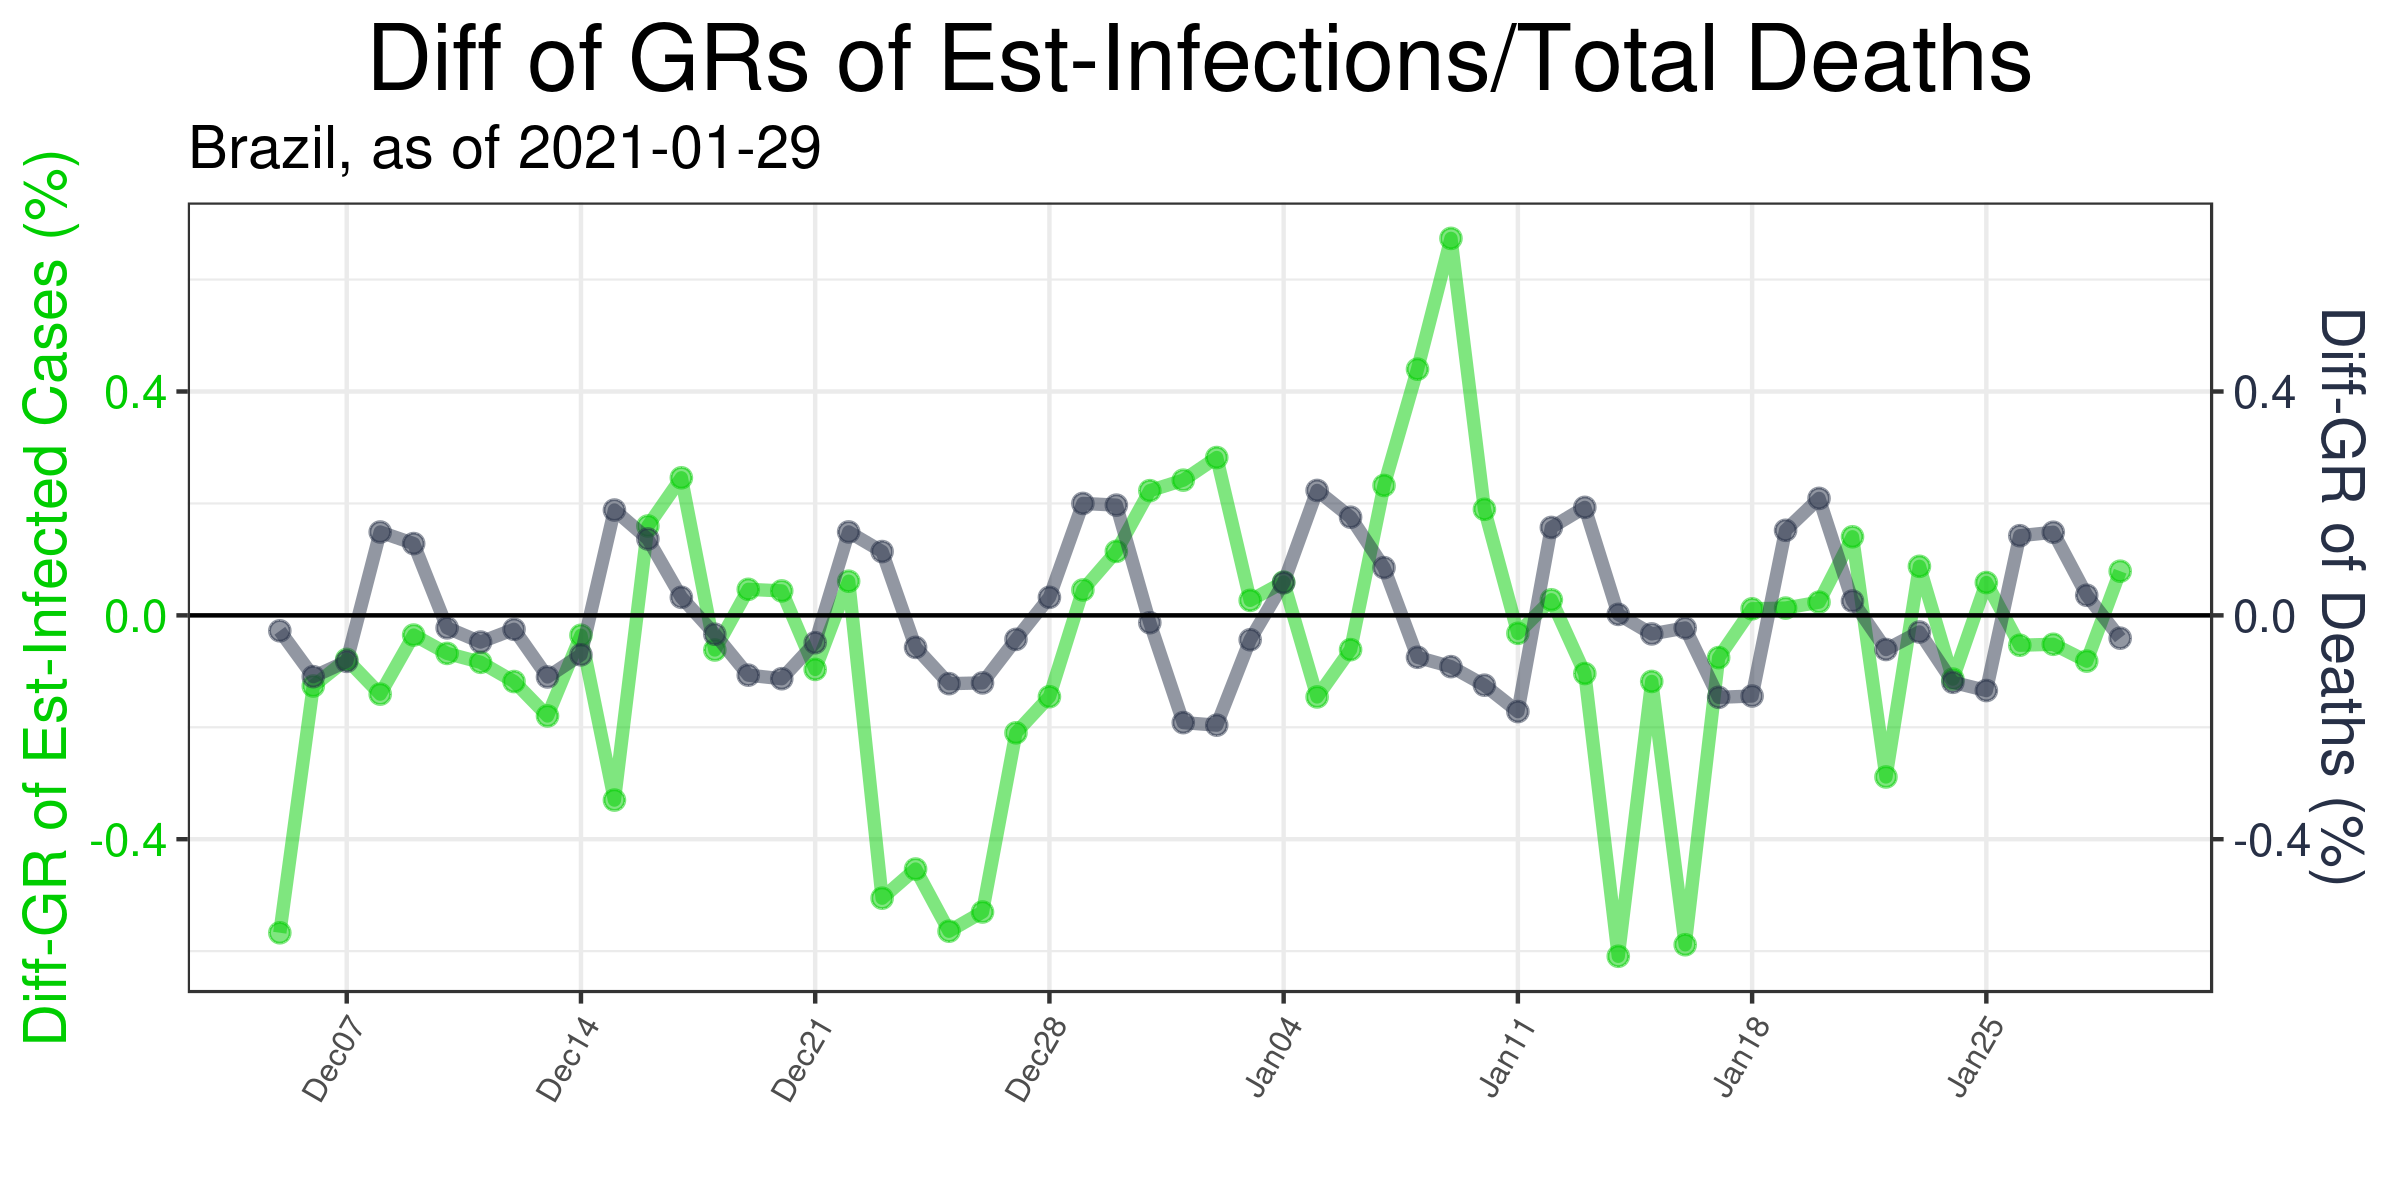 Diff of GRs of Est-Infections/Total Deaths
Brazil, as of 2021-01-29
Diff-GR of Est-Infected Cases (%)
0.4
0.0
-0.4
0.4
0.0
-0.4
Diff-GR of Deaths (%)
Dec07
Dec14
Dec21
Dec28
Jan04
Jan11
Jan18
Jan25